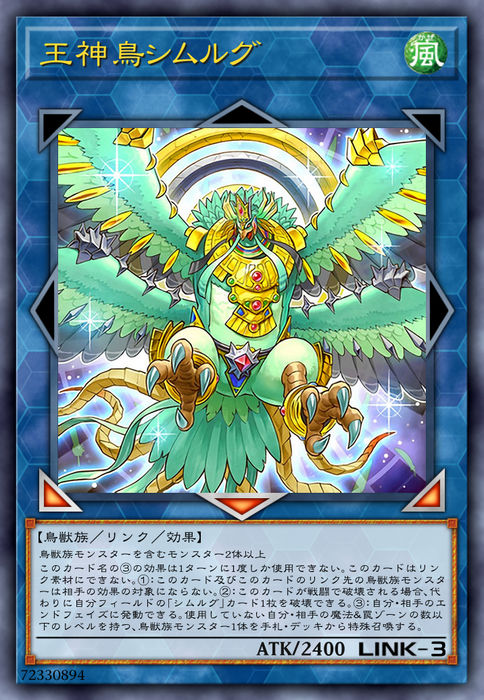 王神鳥シムルグ
かぜ
風
【鳥獣族／リンク／効果】
鳥獣族モンスターを含むモンスター2体以上
このカード名の③の効果は1ターンに1度しか使用できない。このカードはリン
ク素材にできない。①：このカード及びこのカードのリンク先の鳥獣族モンスタ
ーは相手の効果の対象にならない。②：このカードが戦闘で破壊される場合、代
わりに自分フィールドの「シムルグ」カード1枚を破壊できる。③：自分・相手のエ
ンドフェイズに発動できる。使用していない自分・相手の魔法&罠ゾーンの数以
下のレベルを持つ、鳥獣族モンスター1体を手札・デッキから特殊召喚する。
ATK/2400 LINK-3
72330894